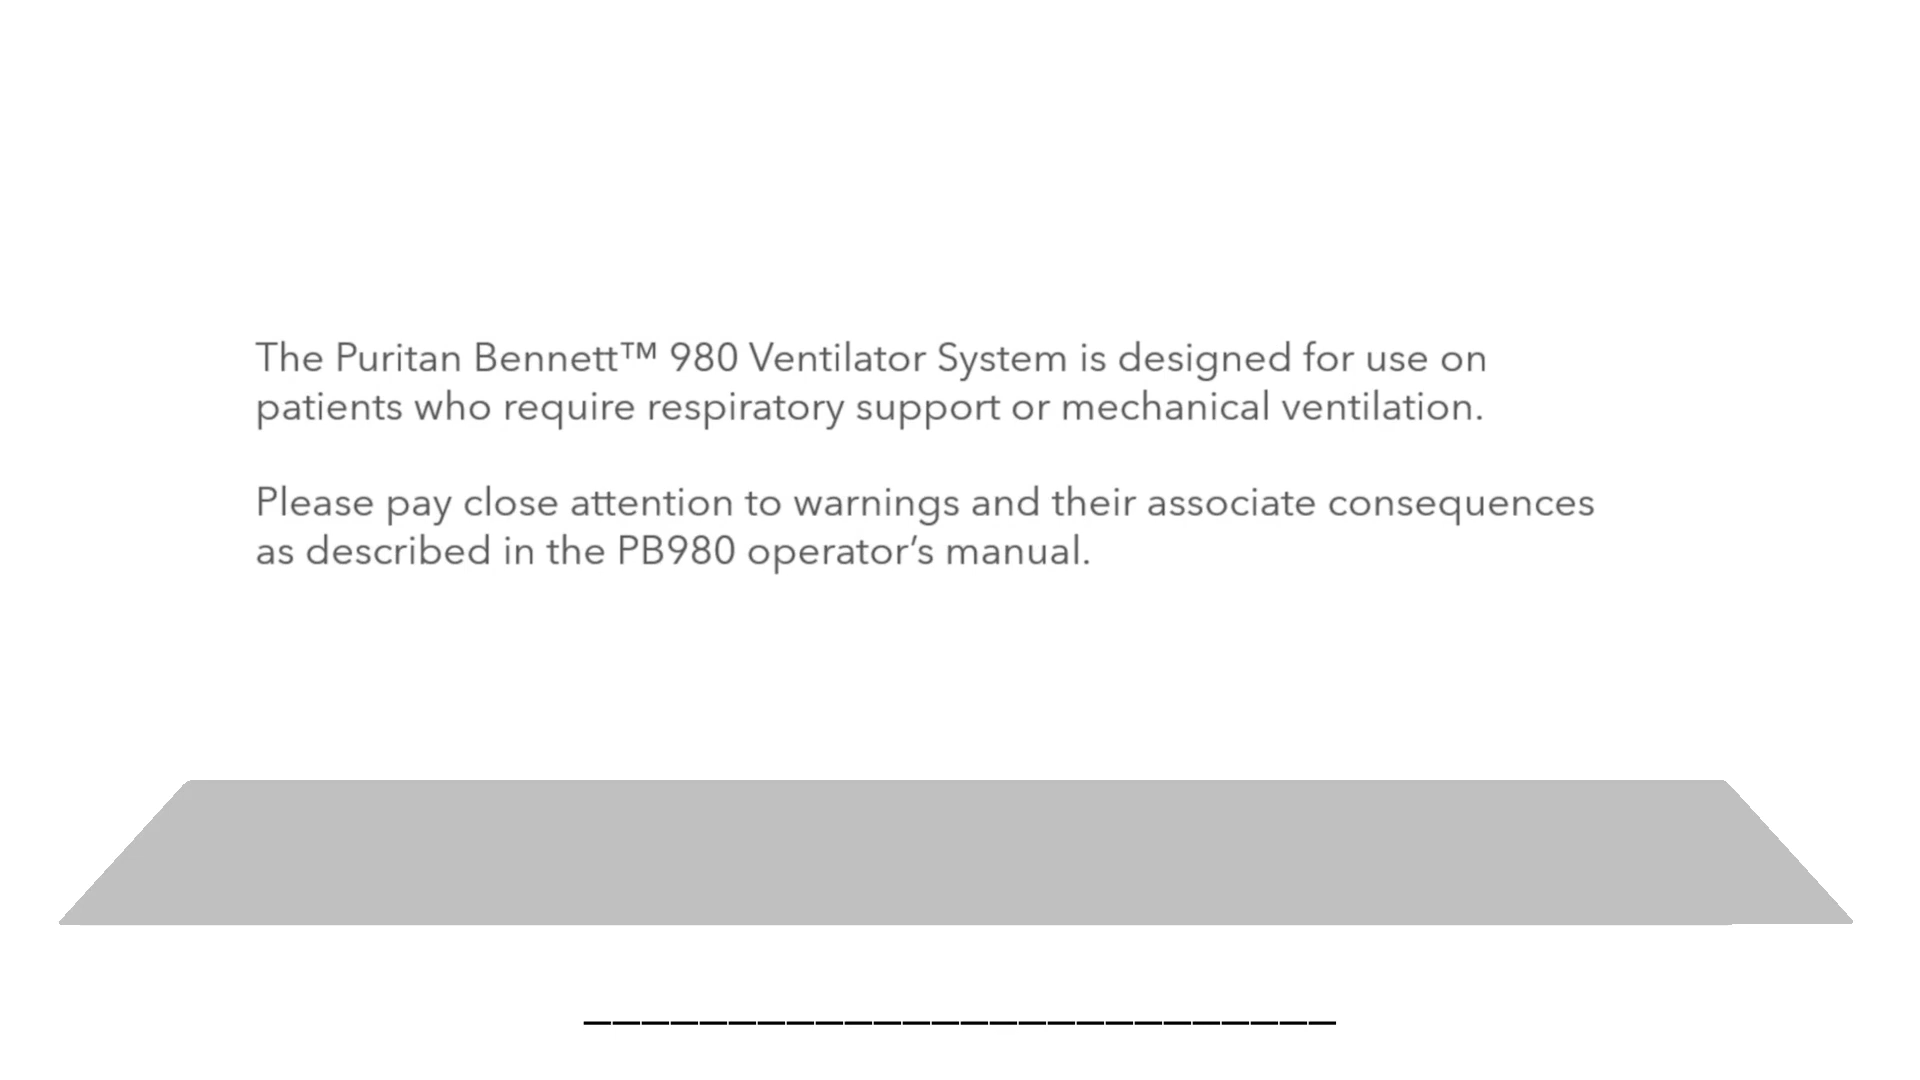 The Puritan Bennett™ 980 Ventilator System is designed for use on
patients who require respiratory support or mechanical ventilation.
Please pay close attention to warnings and their associate consequences
as described in the PB980 operator’s manual.
__________________________